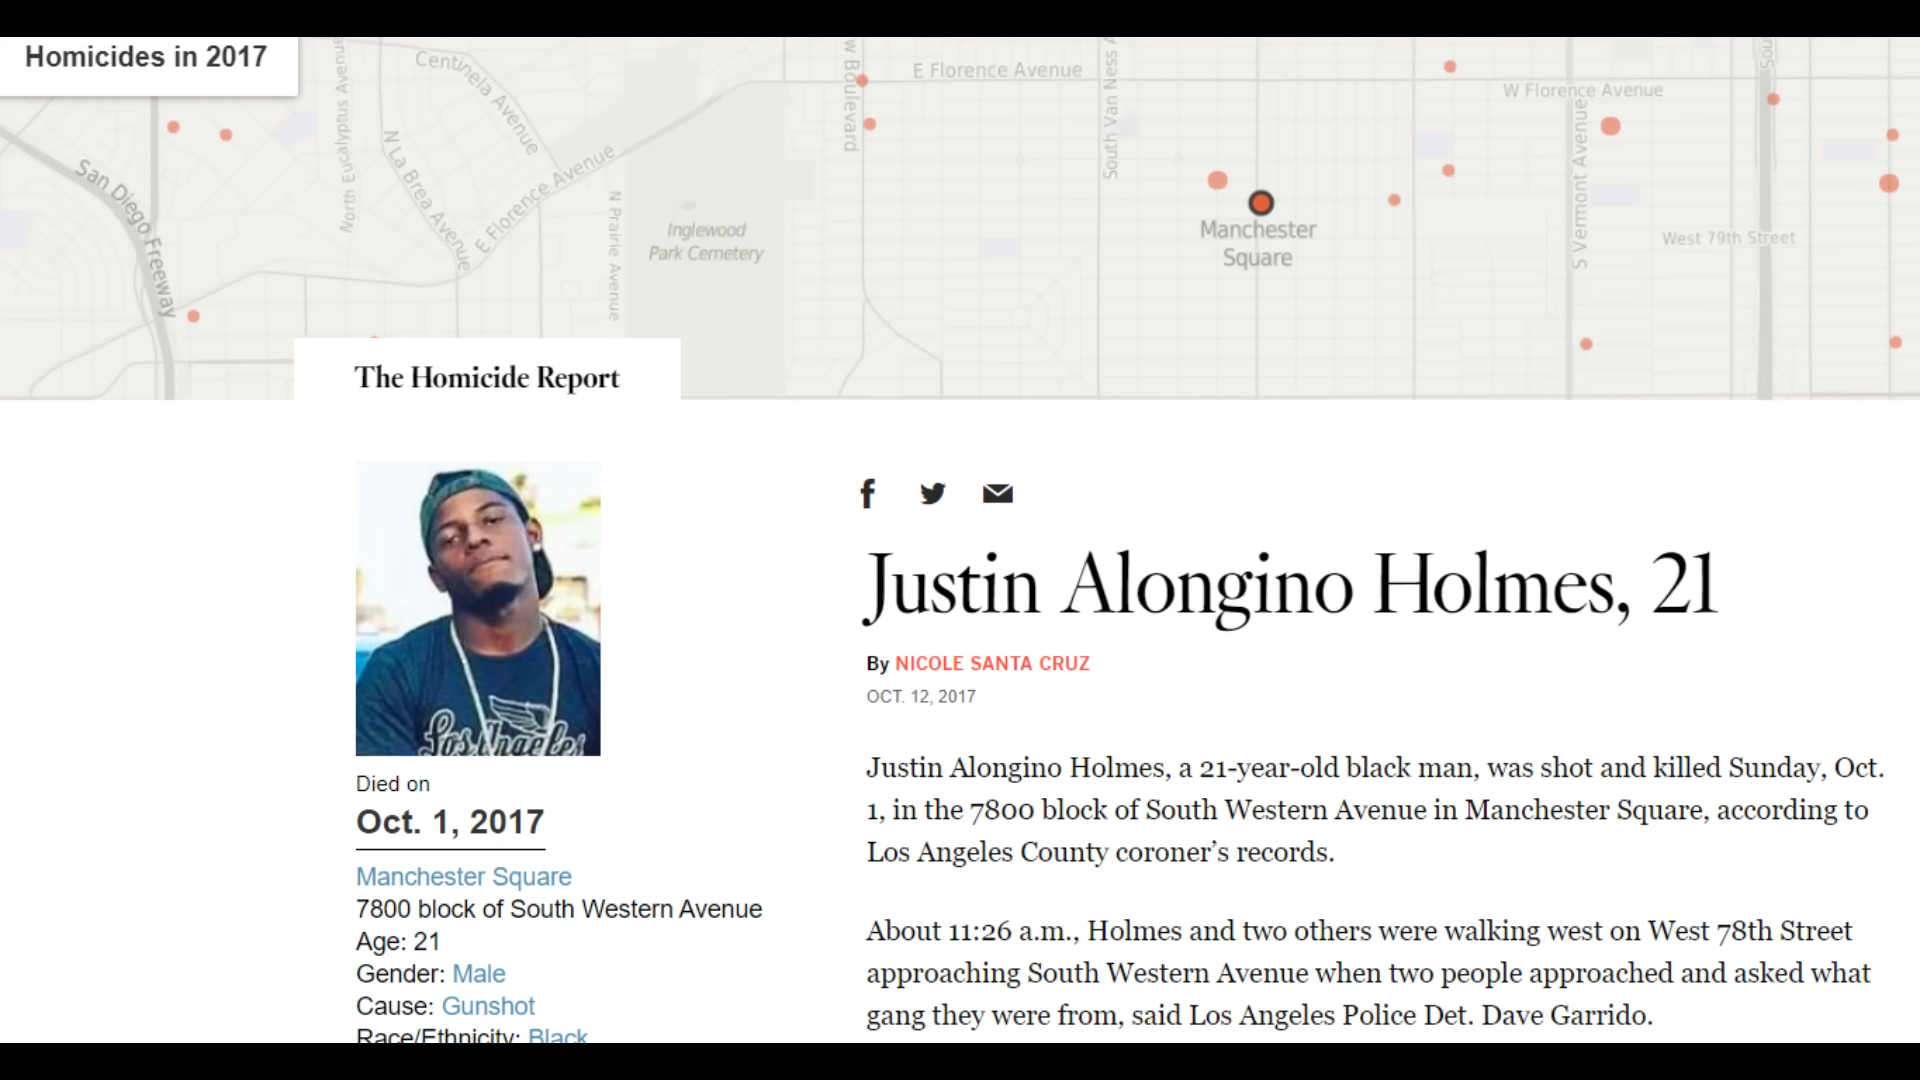 Homicides in 2017
North Eucalyptus Avenue
Centinela Avenue
N La Brea Avenue
E Florence Avenue
San Diego Freeway
N Prairie Avenue
Inglewood
Park Cemetery
w Boulevard
E Florence Avenue
South Van Ness A
Manchester
Square
W Florence Avenue
S Vermont Avenue
West 79th Street
Sou
The Homicide Report
Died on
Oct. 1, 2017
Manchester Square
7800 block of South Western Avenue
Age: 21
Gender: Male
Cause: Gunshot
Race/Ethnicity: Black
Los Angeles
f
Justin Alongino Holmes, 21
By NICOLE SANTA CRUZ
OCT. 12, 2017
Justin Alongino Holmes, a 21-year-old black man, was shot and killed Sunday, Oct.
1, in the 7800 block of South Western Avenue in Manchester Square, according to
Los Angeles County coroner’s records.
About 11:26 a.m., Holmes and two others were walking west on West 78th Street
approaching South Western Avenue when two people approached and asked what
gang they were from, said Los Angeles Police Det. Dave Garrido.